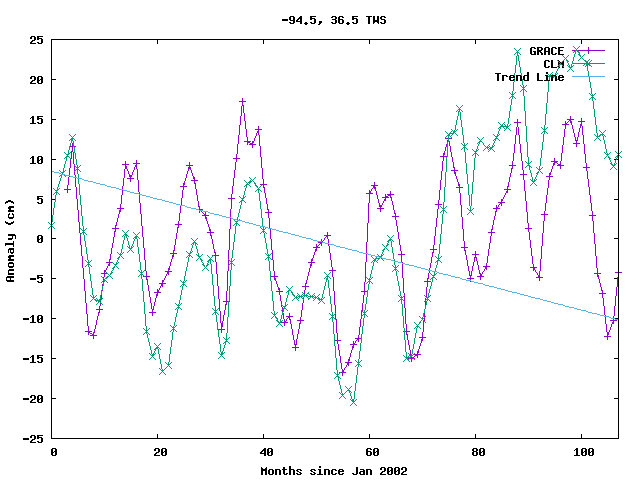 -94.5, 36.5 TWS
GRACE
CLM
Trend Line
25
20
15
10
5
0
-5
-10
-15
-20
-25
Anomaly (cm)
0 20 40 60 80 100
Months since Jan 2002